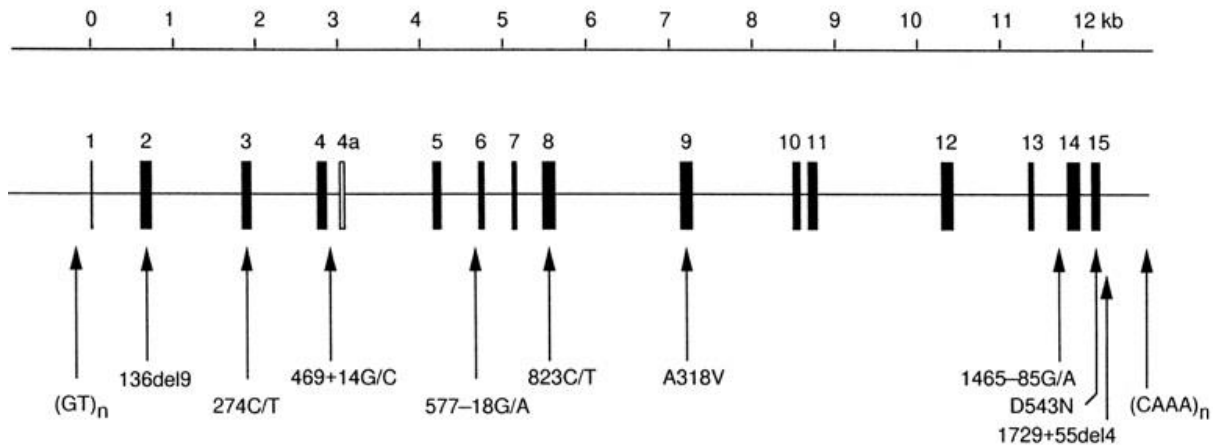 0 1 2 3 4 5 6 7 8 9 10 11 12 kb
1 2 3 4 4a 5 6 7 8 9 10 11 12 13 14 15
136del9 469+14G/C 823C/T A318V 1465–85G/A
(GT)n 274C/T 577–18G/A D543N (CAAA)n
1729+55del4